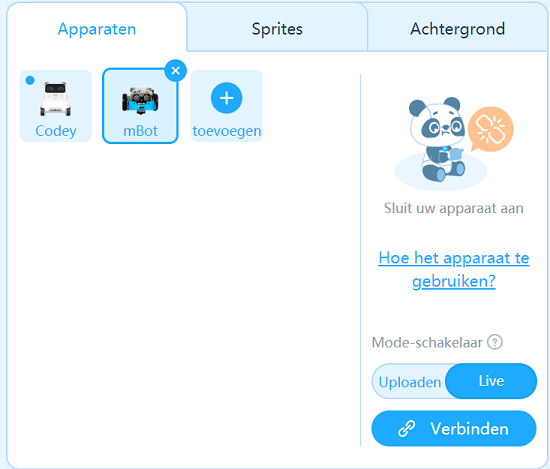 Apparaten
Sprites
Achtergrond
Codey
mBot
toevoegen
Sluit uw apparaat aan
Hoe het apparaat te
gebruiken?
Mode-schakelaar ?
Uploaden
Live
Verbinden